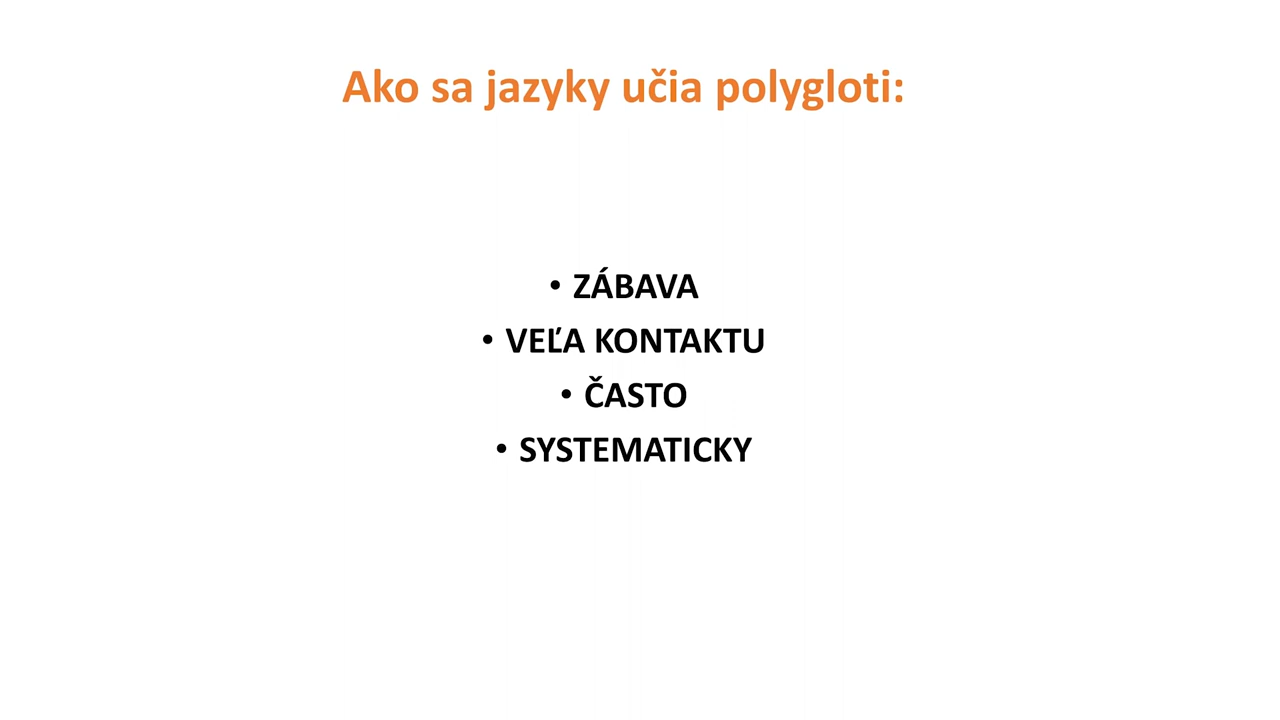 Ako sa jazyky učia polygloti:
• ZÁBAVA
• VEĽA KONTAKTU
• ČASTO
• SYSTEMATICKY